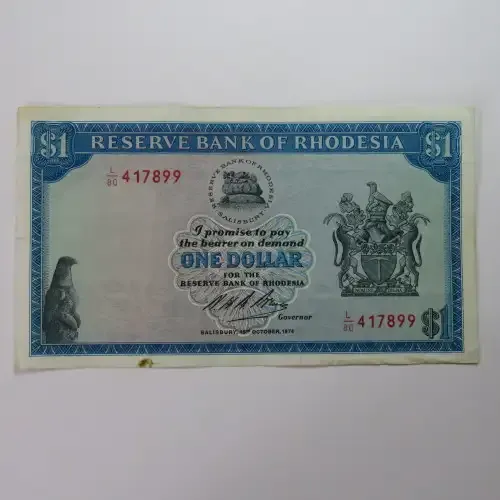 $1 RESERVE BANK OF RHODESIA $1
L/80 417899
RESERVE BANK OF RHODESIA
SALISBURY
I promise to pay
the bearer on demand
ONE DOLLAR
FOR THE
RESERVE BANK OF RHODESIA
Governor
L/80 417899 $1
SALISBURY, OCTOBER,